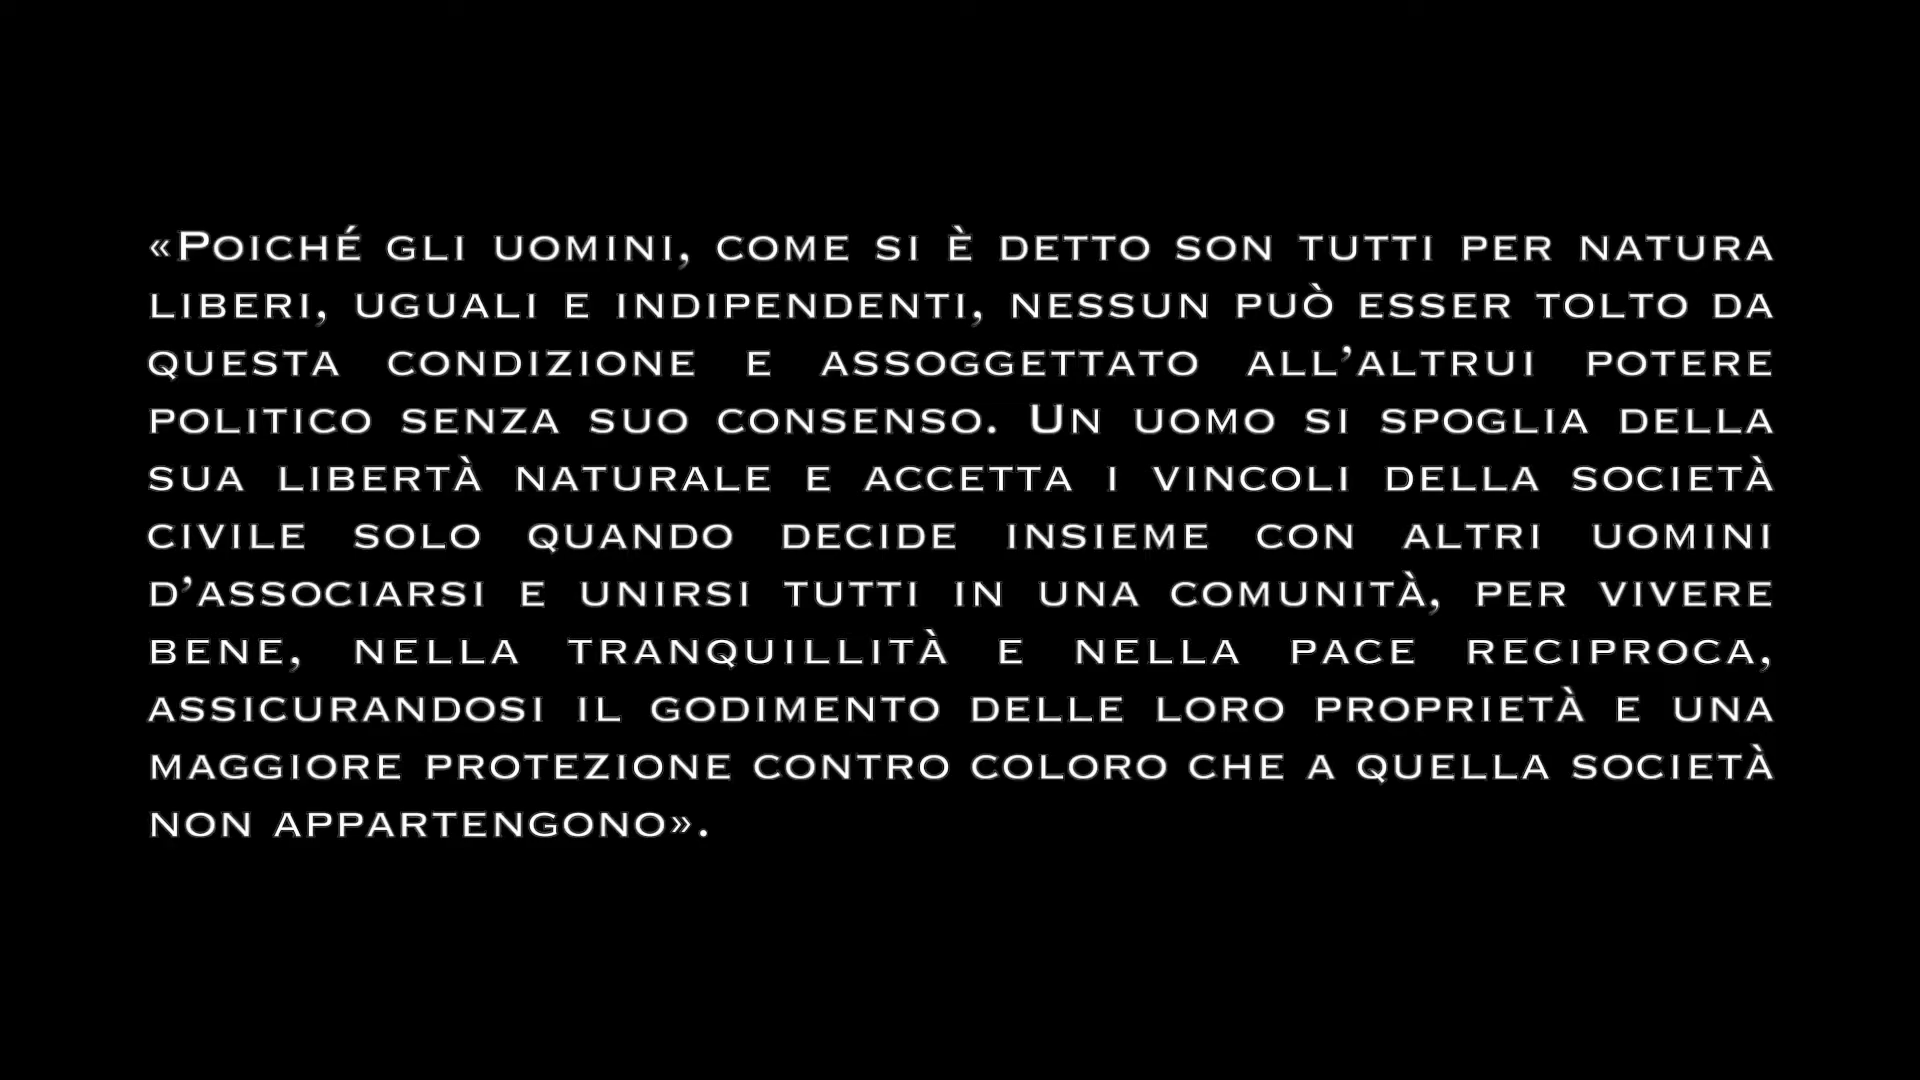 «Poiché gli uomini, come si è detto son tutti per natura
liberi, uguali e indipendenti, nessun può esser tolto da
questa condizione e assoggettato all’altrui potere
politico senza suo consenso. Un uomo si spoglia della
sua libertà naturale e accetta i vincoli della società
civile solo quando decide insieme con altri uomini
d’associarsi e unirsi tutti in una comunità, per vivere
bene, nella tranquillità e nella pace reciproca,
assicurandosi il godimento delle loro proprietà e una
maggiore protezione contro coloro che a quella società
non appartengono».